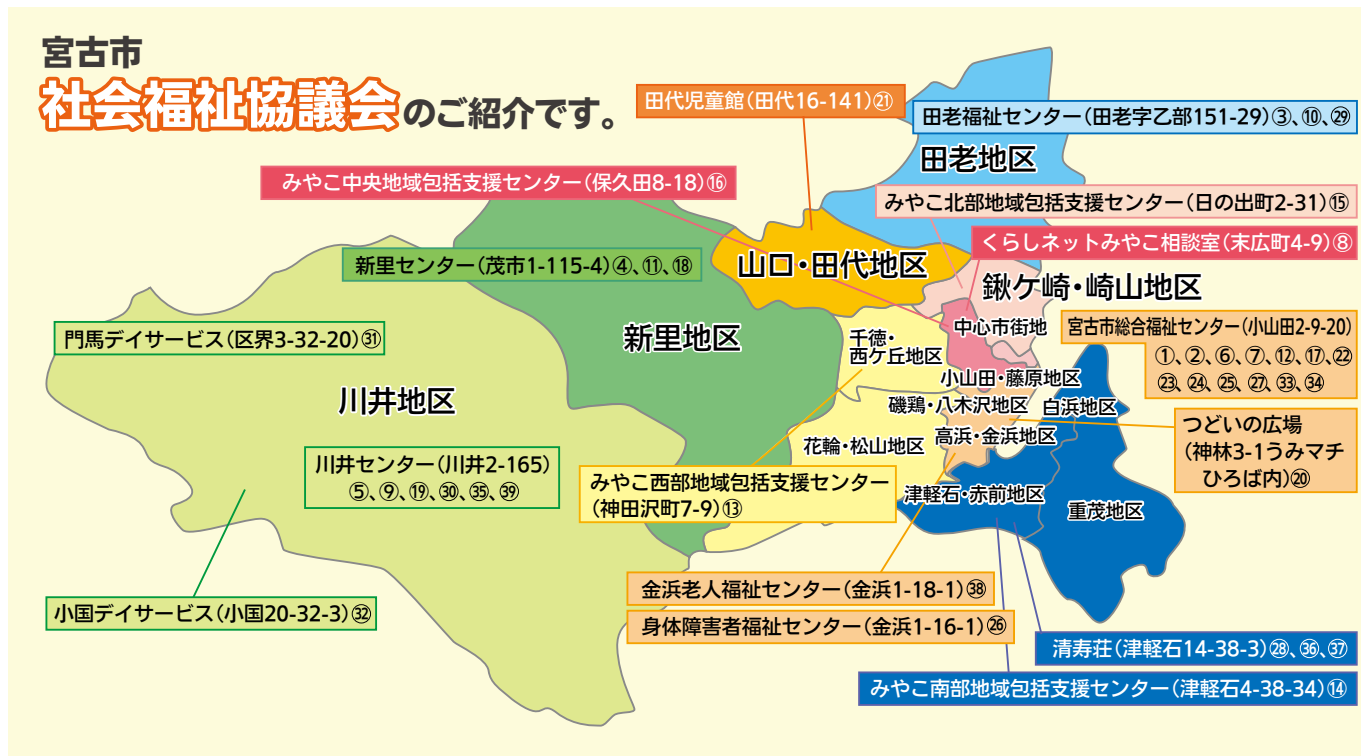 宮古市
社会福祉協議会のご紹介です。
田代児童館(田代16-141)㉑
田老福祉センター(田老字乙部151-29)③、⑩、㉙
田老地区
みやこ中央地域包括支援センター(保久田8-18)⑯
みやこ北部地域包括支援センター(日の出町2-31)⑮
くらしネットみやこ相談室(末広町4-9)⑧
新里センター(茂市1-115-4)④、⑪、⑱
山口・田代地区
鍬ケ崎・崎山地区
門馬デイサービス(区界3-32-20)㉛
新里地区
千徳・
西ケ丘地区
中心市街地
宮古市総合福祉センター(小山田2-9-20)
①、②、⑥、⑦、⑫、⑰、㉒
㉓、㉔、㉕、㉗、㉝、㉞
川井地区
小山田・藤原地区
磯鶏・八木沢地区
白浜地区
つどいの広場
(神林3-1うみマチ
ひろば内)⑳
花輪・松山地区
高浜・金浜地区
川井センター(川井2-165)
⑤、⑨、⑲、㉚、㉟、㊴
みやこ西部地域包括支援センター
(神田沢町7-9)⑬
津軽石・赤前地区
重茂地区
金浜老人福祉センター(金浜1-18-1)㊳
小国デイサービス(小国20-32-3)㉜
身体障害者福祉センター(金浜1-16-1)㉖
清寿荘(津軽石14-38-3)㉘、㊱、㊲
みやこ南部地域包括支援センター(津軽石4-38-34)⑭